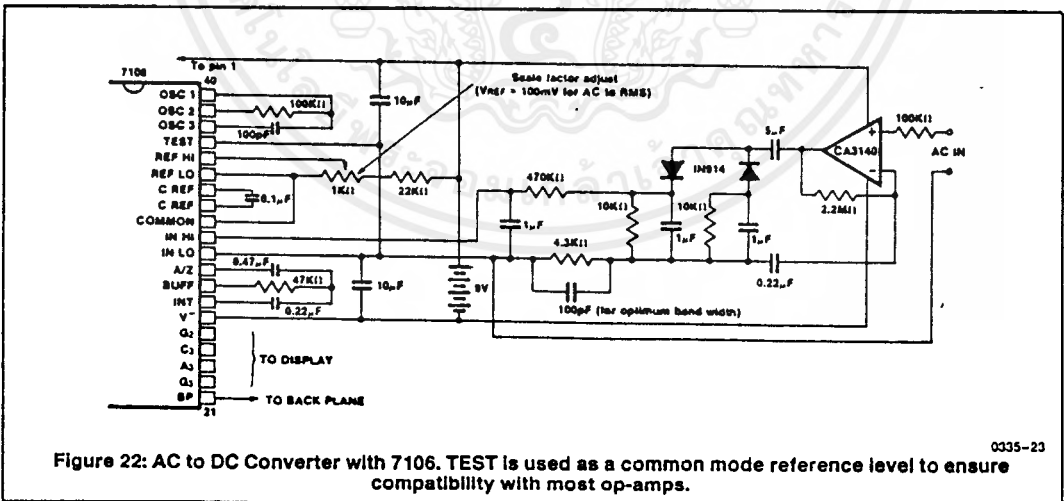 To pin 1
7106
40
OSC 1
OSC 2
OSC 3
TEST
REF HI
REF LO
C REF
C REF
COMMON
IN HI
IN LO
A/Z
BUFF
INT
V⁻
G₂
C₃
A₃
G₃
BP
21
100KΩ
100pF
0.1µF
10µF
Scale factor adjust
(VREF = 100mV for AC to RMS)
1KΩ
22KΩ
470KΩ
1µF
10KΩ
1µF
10KΩ
1µF
IN914
5µF
CA3140
+
−
100KΩ
AC IN
2.2MΩ
4.3KΩ
0.22µF
100pF (for optimum band width)
0.47µF
47KΩ
0.22µF
10µF
9V
TO DISPLAY
TO BACK PLANE
0335–23
Figure 22: AC to DC Converter with 7106. TEST is used as a common mode reference level to ensure
compatibility with most op-amps.